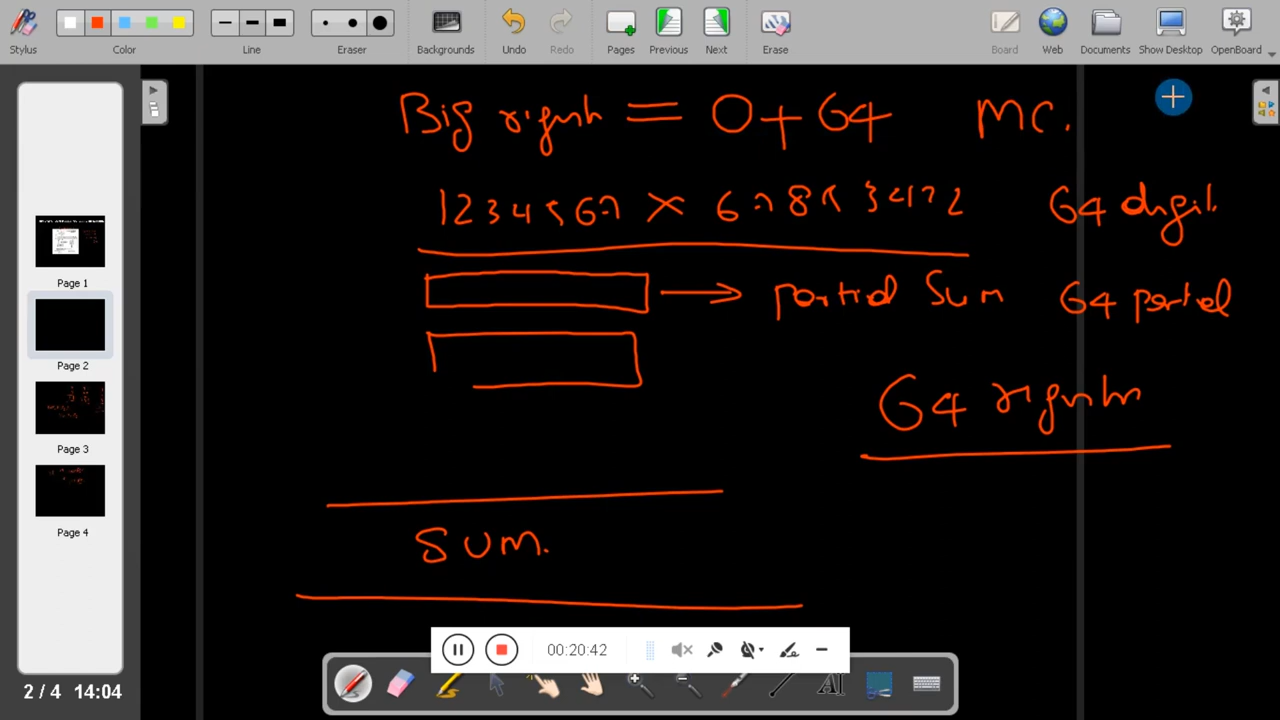 Stylus Color Line Eraser Backgrounds Undo Redo Pages Previous Next Erase Board Web Documents Show Desktop OpenBoard
Big = 0 + 64 MC.
1234567 × 64 digit.
Page 1
partial Sum 64 partial
Page 2
64
Page 3
Sum.
Page 4
00:20:42
2 / 4 14:04